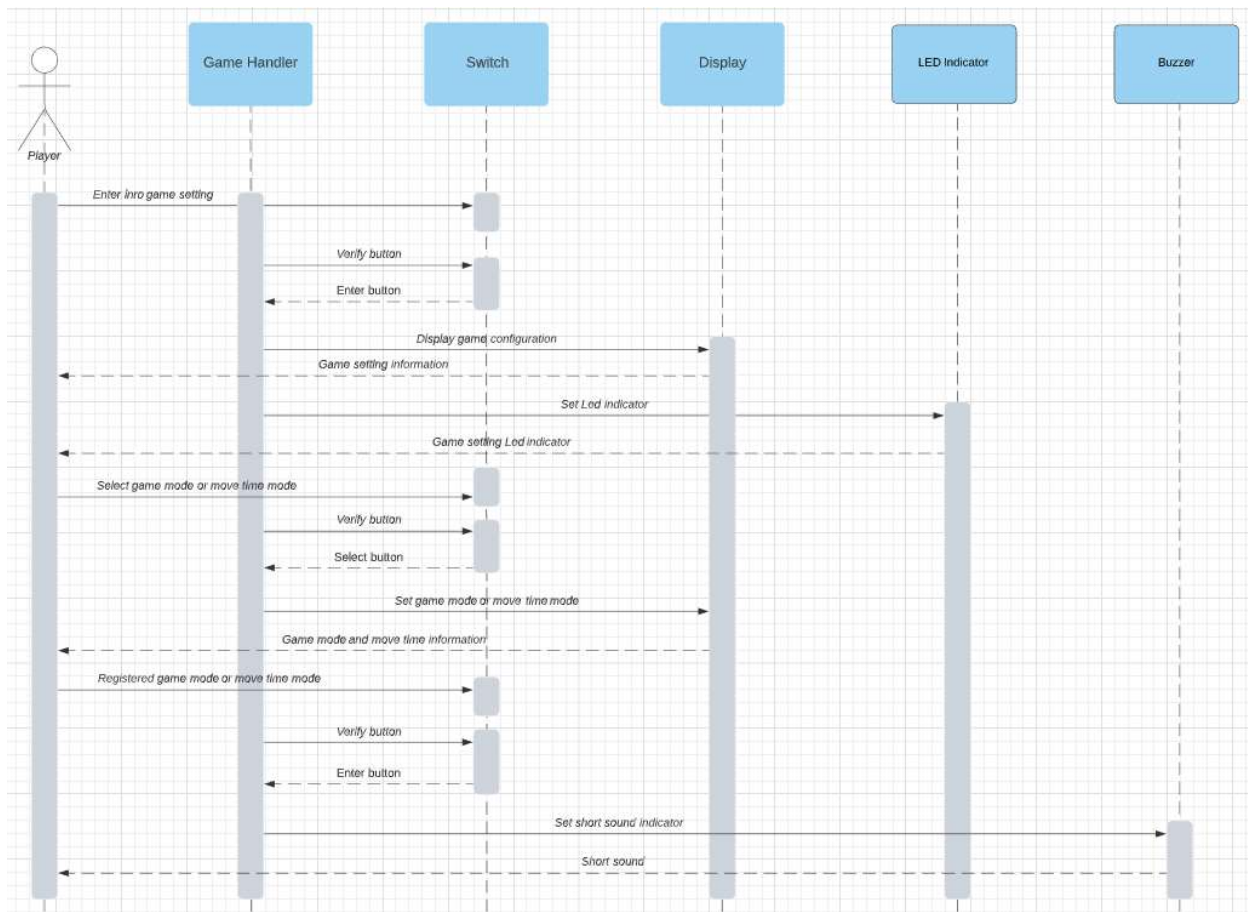 Game Handler
Switch
Display
LED Indicator
Buzzer
Player
Enter inro game setting
Verify button
Enter button
Display game configuration
Game setting information
Set Led indicator
Game setting Led indicator
Select game mode or move time mode
Verify button
Select button
Set game mode or move time mode
Game mode and move time information
Registered game mode or move time mode
Verify button
Enter button
Set short sound indicator
Short sound